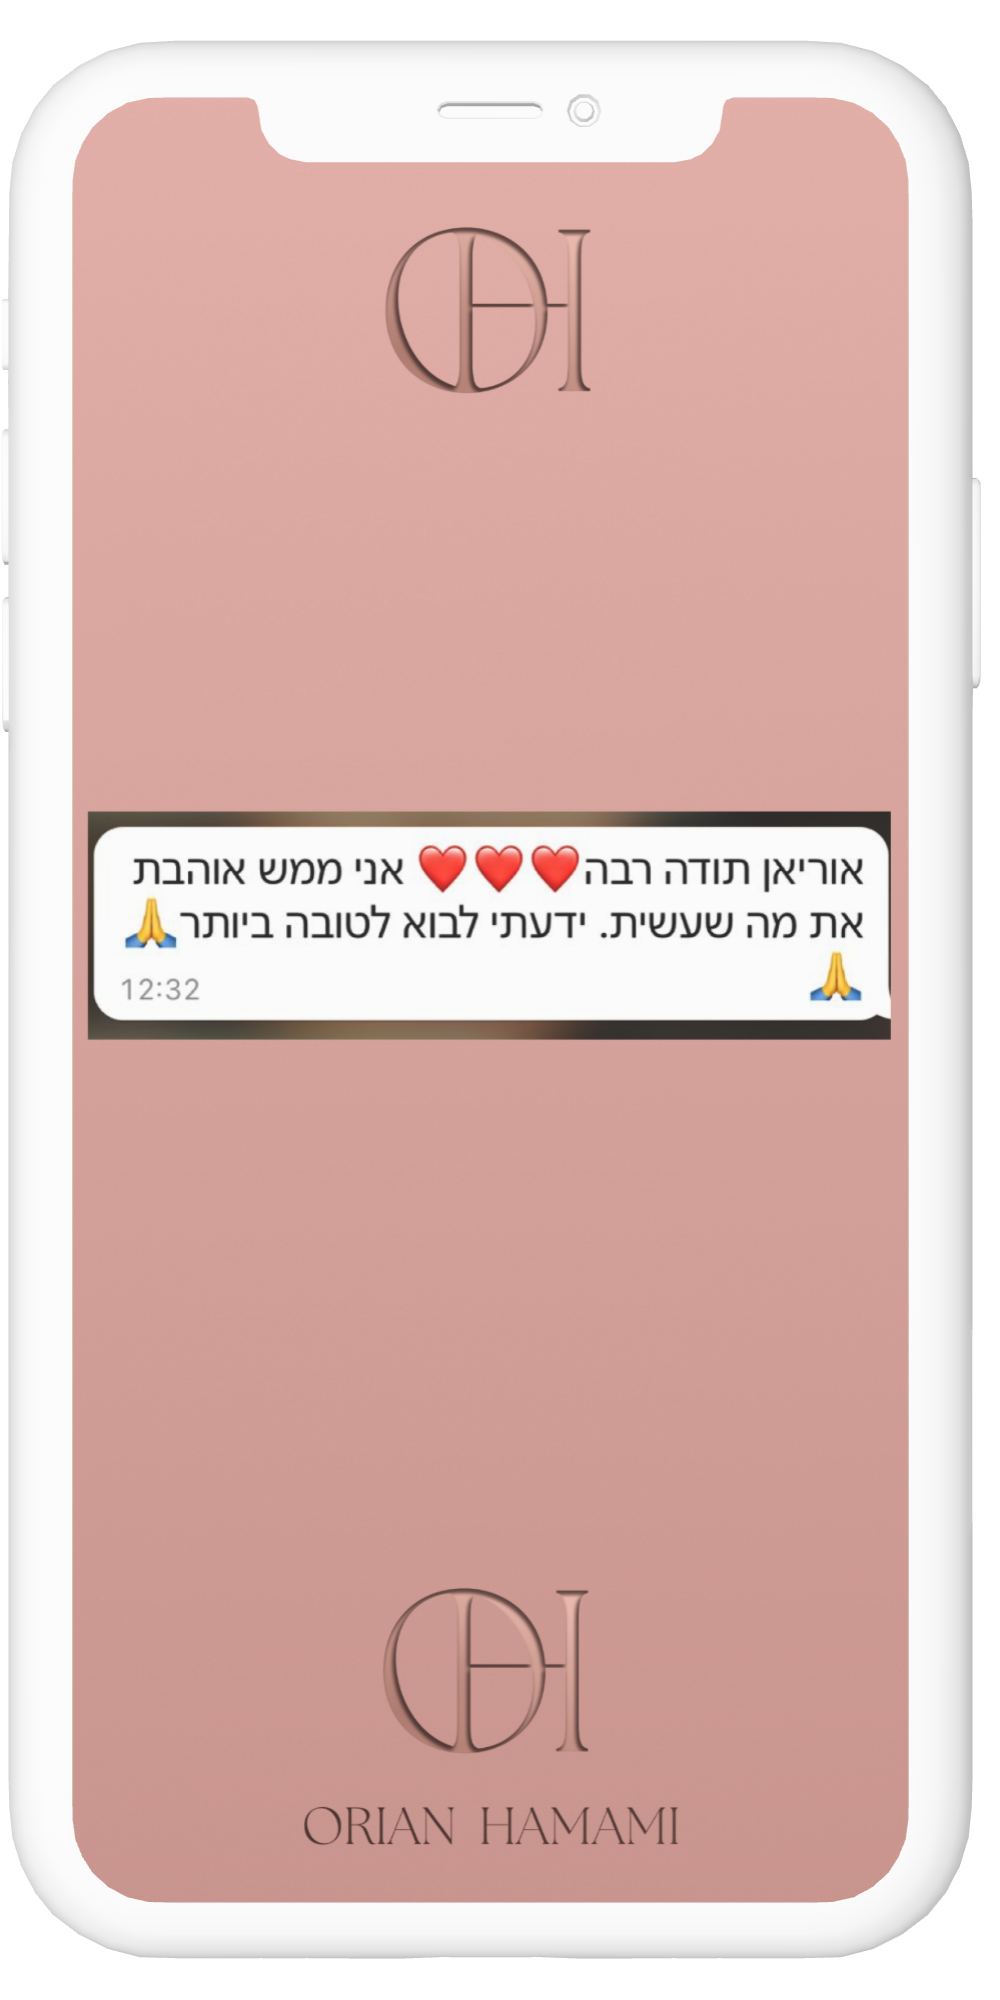 OH
אוריאן תודה רבה❤️❤️❤️ אני ממש אוהבת
את מה שעשית. ידעתי לבוא לטובה ביותר🙏
🙏
12:32
OH
ORIAN HAMAMI